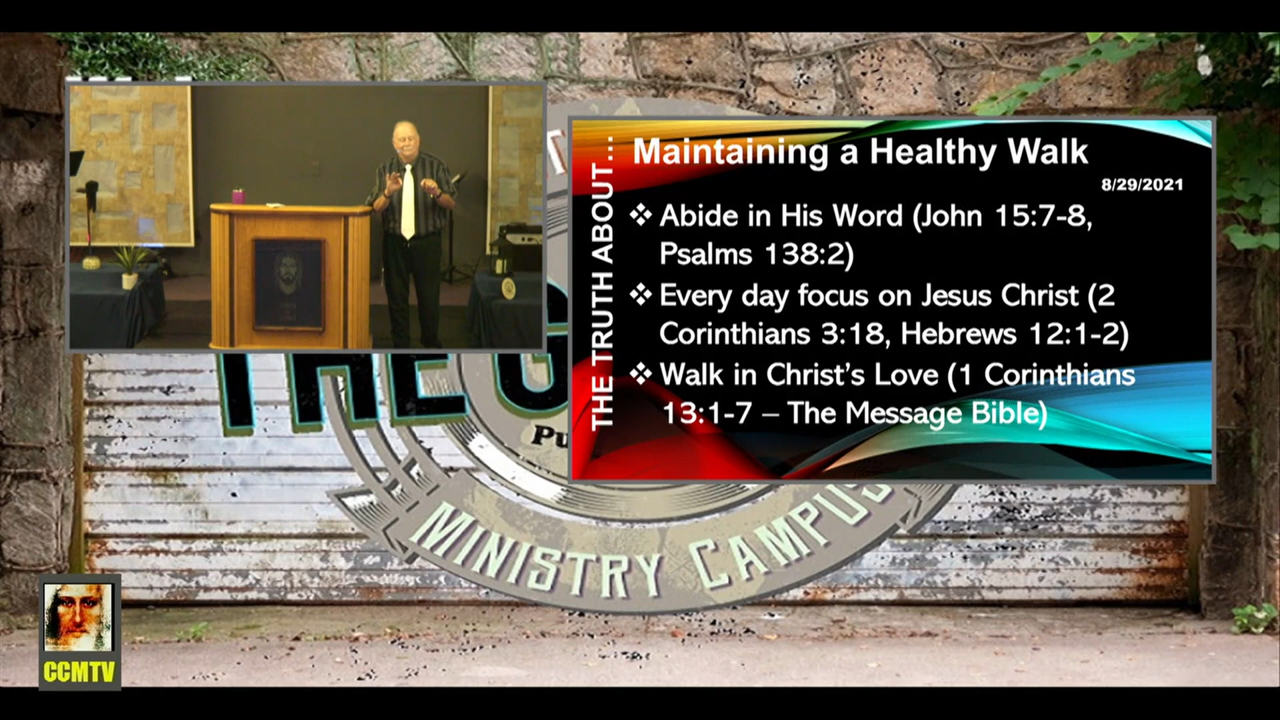 THE TRUTH ABOUT...
Maintaining a Healthy Walk
8/29/2021
❖ Abide in His Word (John 15:7-8,
Psalms 138:2)
❖ Every day focus on Jesus Christ (2
Corinthians 3:18, Hebrews 12:1-2)
❖ Walk in Christ's Love (1 Corinthians
13:1-7 – The Message Bible)
THE
MINISTRY CAMPUS
CCMTV